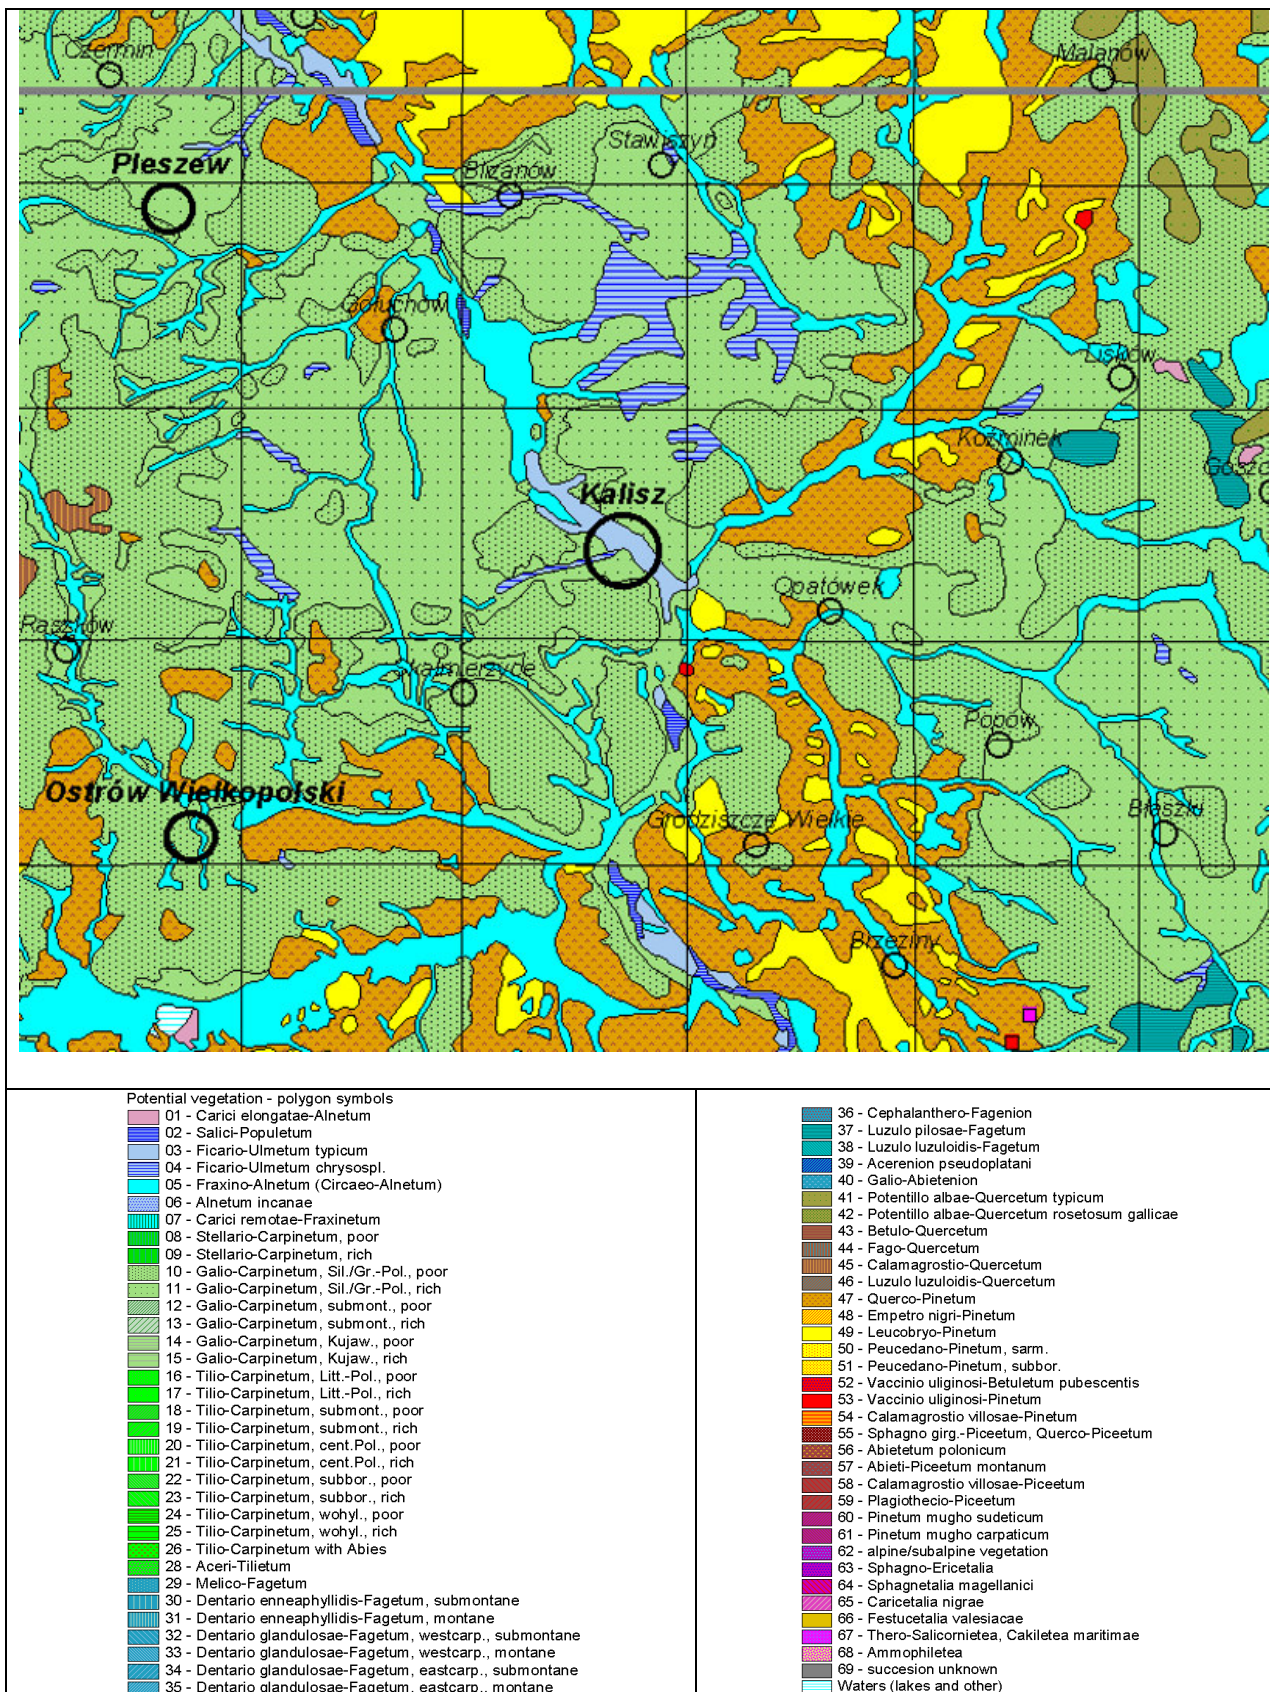 Czermin
Malanów
Stawiszyn
Pleszew
Blizanów
Gołuchów
Lisków
Koźminek
Kalisz
Opatówek
Raszków
Popów
Ostrów Wielkopolski
Błaszki
Grodziszcze Wielkie
Brzeziny
Potential vegetation - polygon symbols
01 - Carici elongatae-Alnetum
02 - Salici-Populetum
03 - Ficario-Ulmetum typicum
04 - Ficario-Ulmetum chrysospl.
05 - Fraxino-Alnetum (Circaeo-Alnetum)
06 - Alnetum incanae
07 - Carici remotae-Fraxinetum
08 - Stellario-Carpinetum, poor
09 - Stellario-Carpinetum, rich
10 - Galio-Carpinetum, Sil./Gr.-Pol., poor
11 - Galio-Carpinetum, Sil./Gr.-Pol., rich
12 - Galio-Carpinetum, submont., poor
13 - Galio-Carpinetum, submont., rich
14 - Galio-Carpinetum, Kujaw., poor
15 - Galio-Carpinetum, Kujaw., rich
16 - Tilio-Carpinetum, Litt.-Pol., poor
17 - Tilio-Carpinetum, Litt.-Pol., rich
18 - Tilio-Carpinetum, submont., poor
19 - Tilio-Carpinetum, submont., rich
20 - Tilio-Carpinetum, cent.Pol., poor
21 - Tilio-Carpinetum, cent.Pol., rich
22 - Tilio-Carpinetum, subbor., poor
23 - Tilio-Carpinetum, subbor., rich
24 - Tilio-Carpinetum, wohyl., poor
25 - Tilio-Carpinetum, wohyl., rich
26 - Tilio-Carpinetum with Abies
28 - Aceri-Tilietum
29 - Melico-Fagetum
30 - Dentario enneaphyllidis-Fagetum, submontane
31 - Dentario enneaphyllidis-Fagetum, montane
32 - Dentario glandulosae-Fagetum, westcarp., submontane
33 - Dentario glandulosae-Fagetum, westcarp., montane
34 - Dentario glandulosae-Fagetum, eastcarp., submontane
35 - Dentario glandulosae-Fagetum, eastcarp., montane
36 - Cephalanthero-Fagenion
37 - Luzulo pilosae-Fagetum
38 - Luzulo luzuloidis-Fagetum
39 - Acerenion pseudoplatani
40 - Galio-Abietenion
41 - Potentillo albae-Quercetum typicum
42 - Potentillo albae-Quercetum rosetosum gallicae
43 - Betulo-Quercetum
44 - Fago-Quercetum
45 - Calamagrostio-Quercetum
46 - Luzulo luzuloidis-Quercetum
47 - Querco-Pinetum
48 - Empetro nigri-Pinetum
49 - Leucobryo-Pinetum
50 - Peucedano-Pinetum, sarm.
51 - Peucedano-Pinetum, subbor.
52 - Vaccinio uliginosi-Betuletum pubescentis
53 - Vaccinio uliginosi-Pinetum
54 - Calamagrostio villosae-Pinetum
55 - Sphagno girg.-Piceetum, Querco-Piceetum
56 - Abietetum polonicum
57 - Abieti-Piceetum montanum
58 - Calamagrostio villosae-Piceetum
59 - Plagiothecio-Piceetum
60 - Pinetum mugho sudeticum
61 - Pinetum mugho carpaticum
62 - alpine/subalpine vegetation
63 - Sphagno-Ericetalia
64 - Sphagnetalia magellanici
65 - Caricetalia nigrae
66 - Festucetalia valesiacae
67 - Thero-Salicornietea, Cakiletea maritimae
68 - Ammophiletea
69 - succesion unknown
Waters (lakes and other)